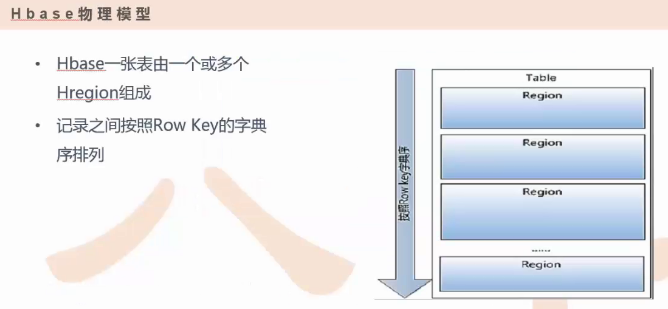 Hbase物理模型
• Hbase一张表由一个或多个
Hregion组成
• 记录之间按照Row Key的字典
序排列
按照Row key字典序
Table
Region
Region
Region
......
Region